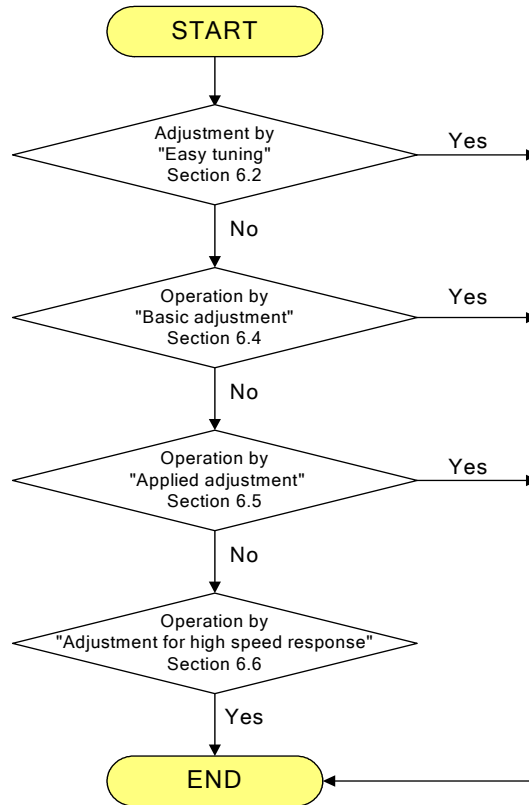 START
Adjustment by
"Easy tuning"
Section 6.2
Yes
No
Operation by
"Basic adjustment"
Section 6.4
Yes
No
Operation by
"Applied adjustment"
Section 6.5
Yes
No
Operation by
"Adjustment for high speed response"
Section 6.6
Yes
END